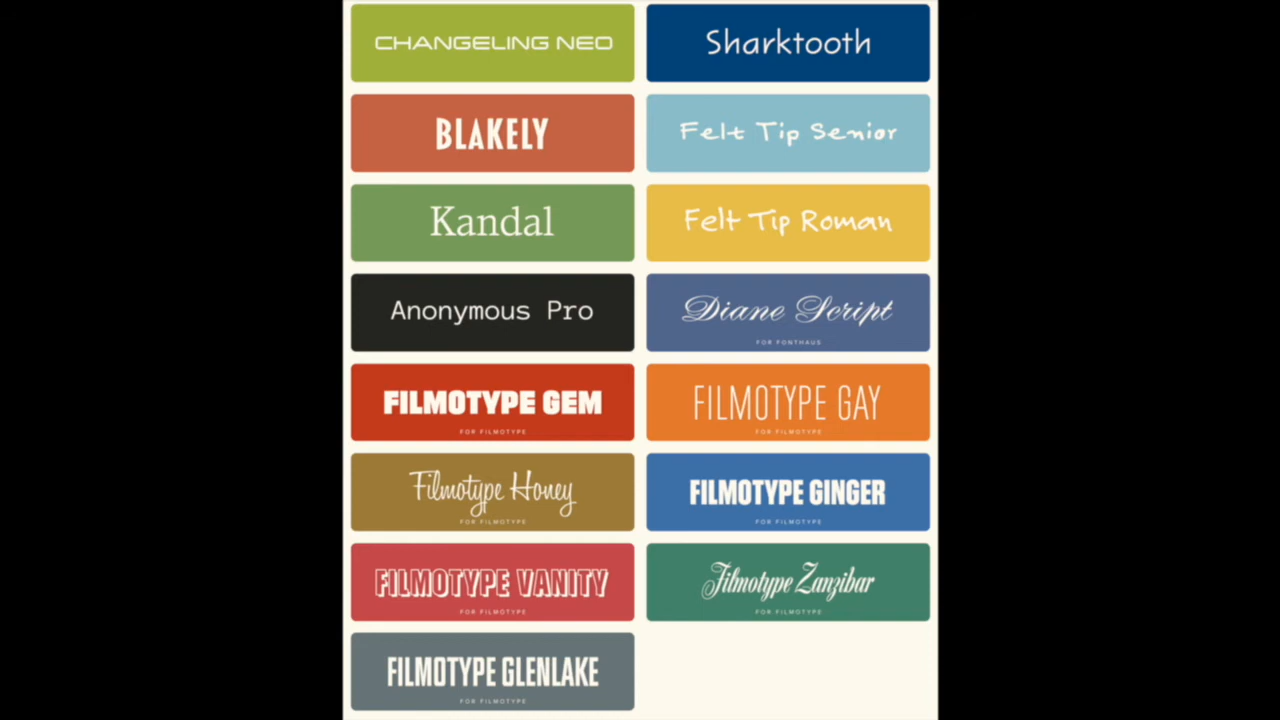 CHANGELING NEO
Sharktooth
BLAKELY
Felt Tip Senior
Kandal
Felt Tip Roman
Anonymous Pro
Diane Script
FOR FONTHAUS
FILMOTYPE GEM
FOR FILMOTYPE
FILMOTYPE GAY
FOR FILMOTYPE
Filmotype Honey
FOR FILMOTYPE
FILMOTYPE GINGER
FOR FILMOTYPE
FILMOTYPE VANITY
FOR FILMOTYPE
Filmotype Zanzibar
FOR FILMOTYPE
FILMOTYPE GLENLAKE
FOR FILMOTYPE